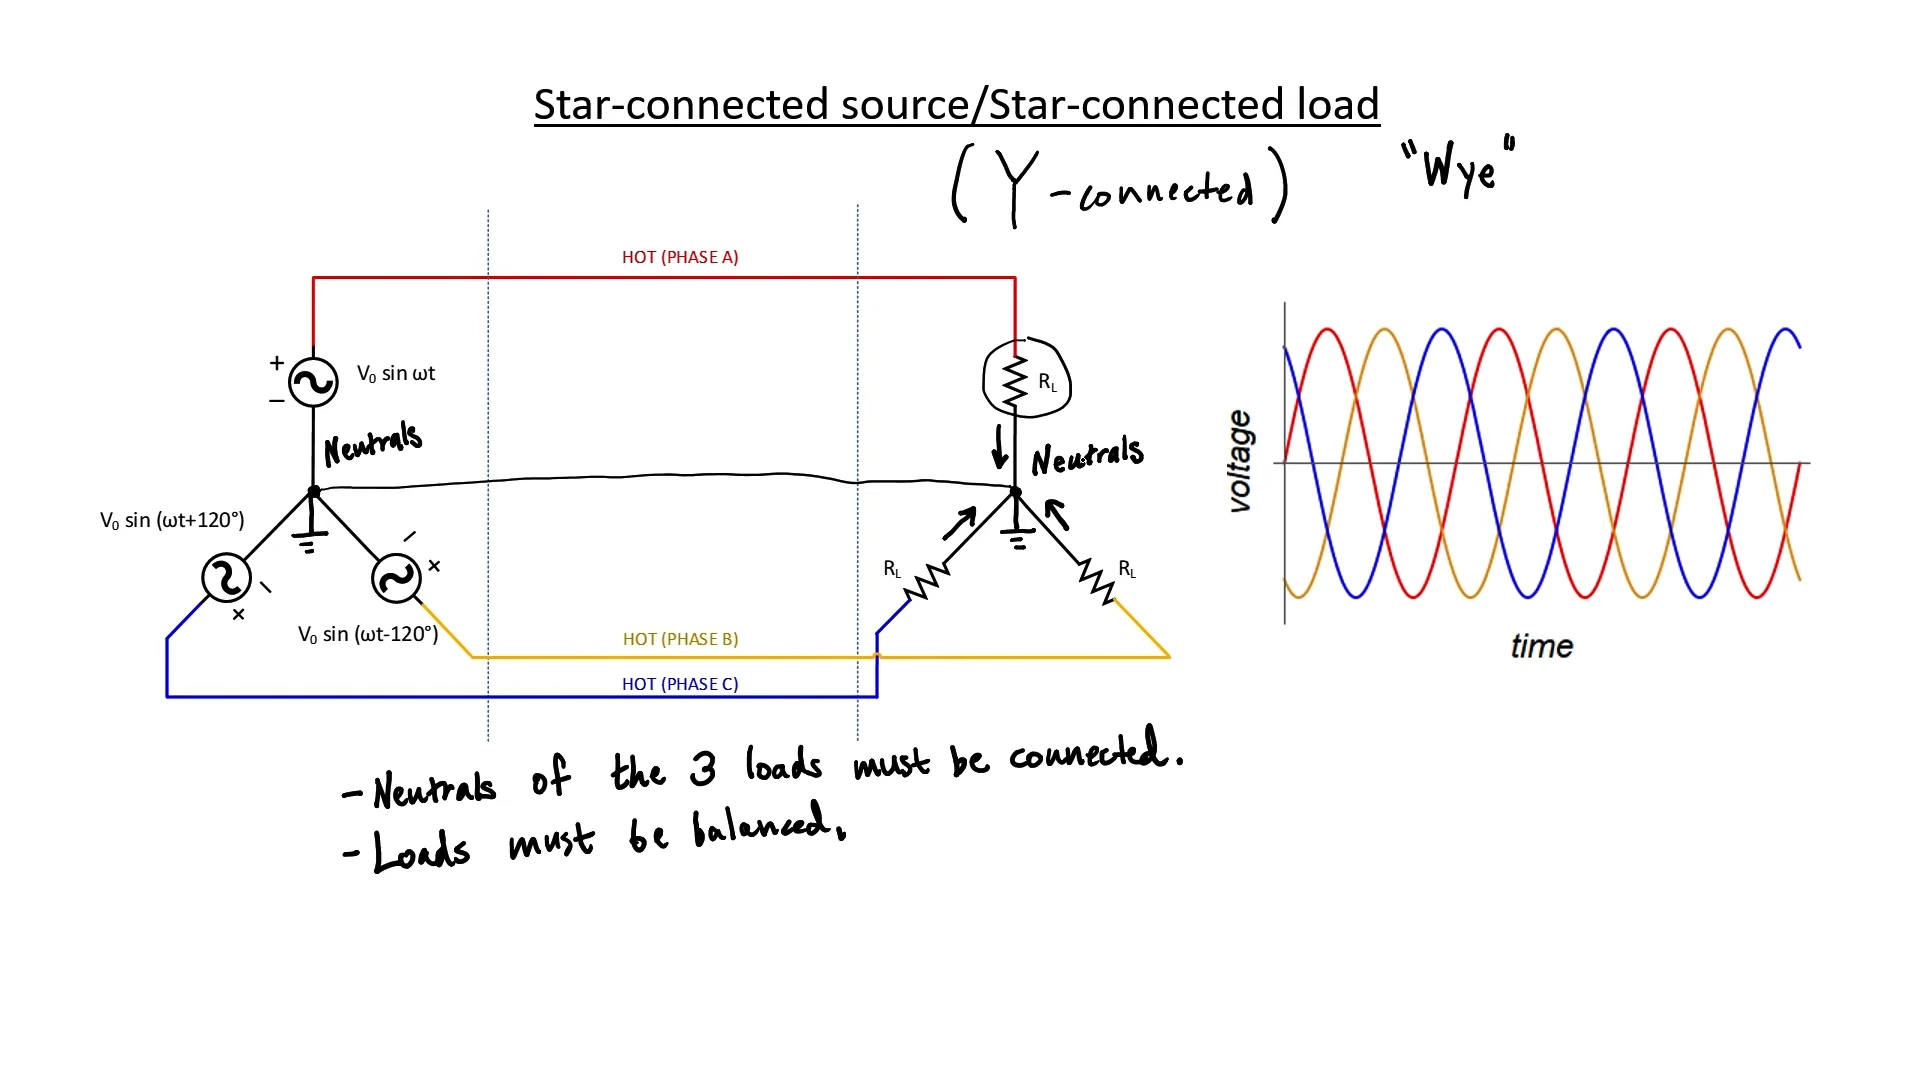 Star-connected source/Star-connected load
(Y-connected) "Wye"
HOT (PHASE A)
+
−
V₀ sin ωt
R_L
Neutrals
Neutrals
V₀ sin (ωt+120°)
V₀ sin (ωt-120°)
R_L
R_L
HOT (PHASE B)
HOT (PHASE C)
voltage
time
- Neutrals of the 3 loads must be connected.
- Loads must be balanced.